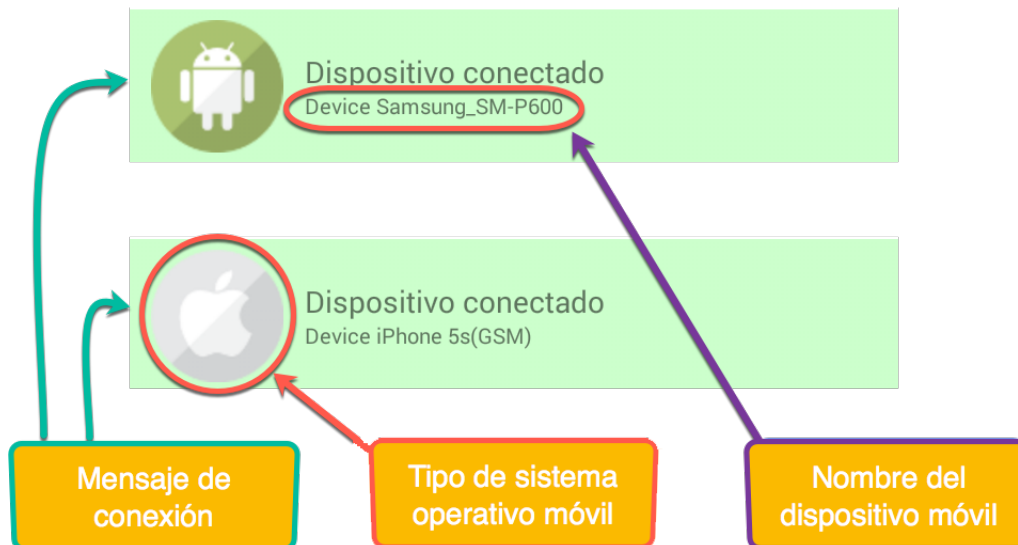 Dispositivo conectado
Device Samsung_SM-P600
Dispositivo conectado
Device iPhone 5s(GSM)
Mensaje de
conexión
Tipo de sistema
operativo móvil
Nombre del
dispositivo móvil